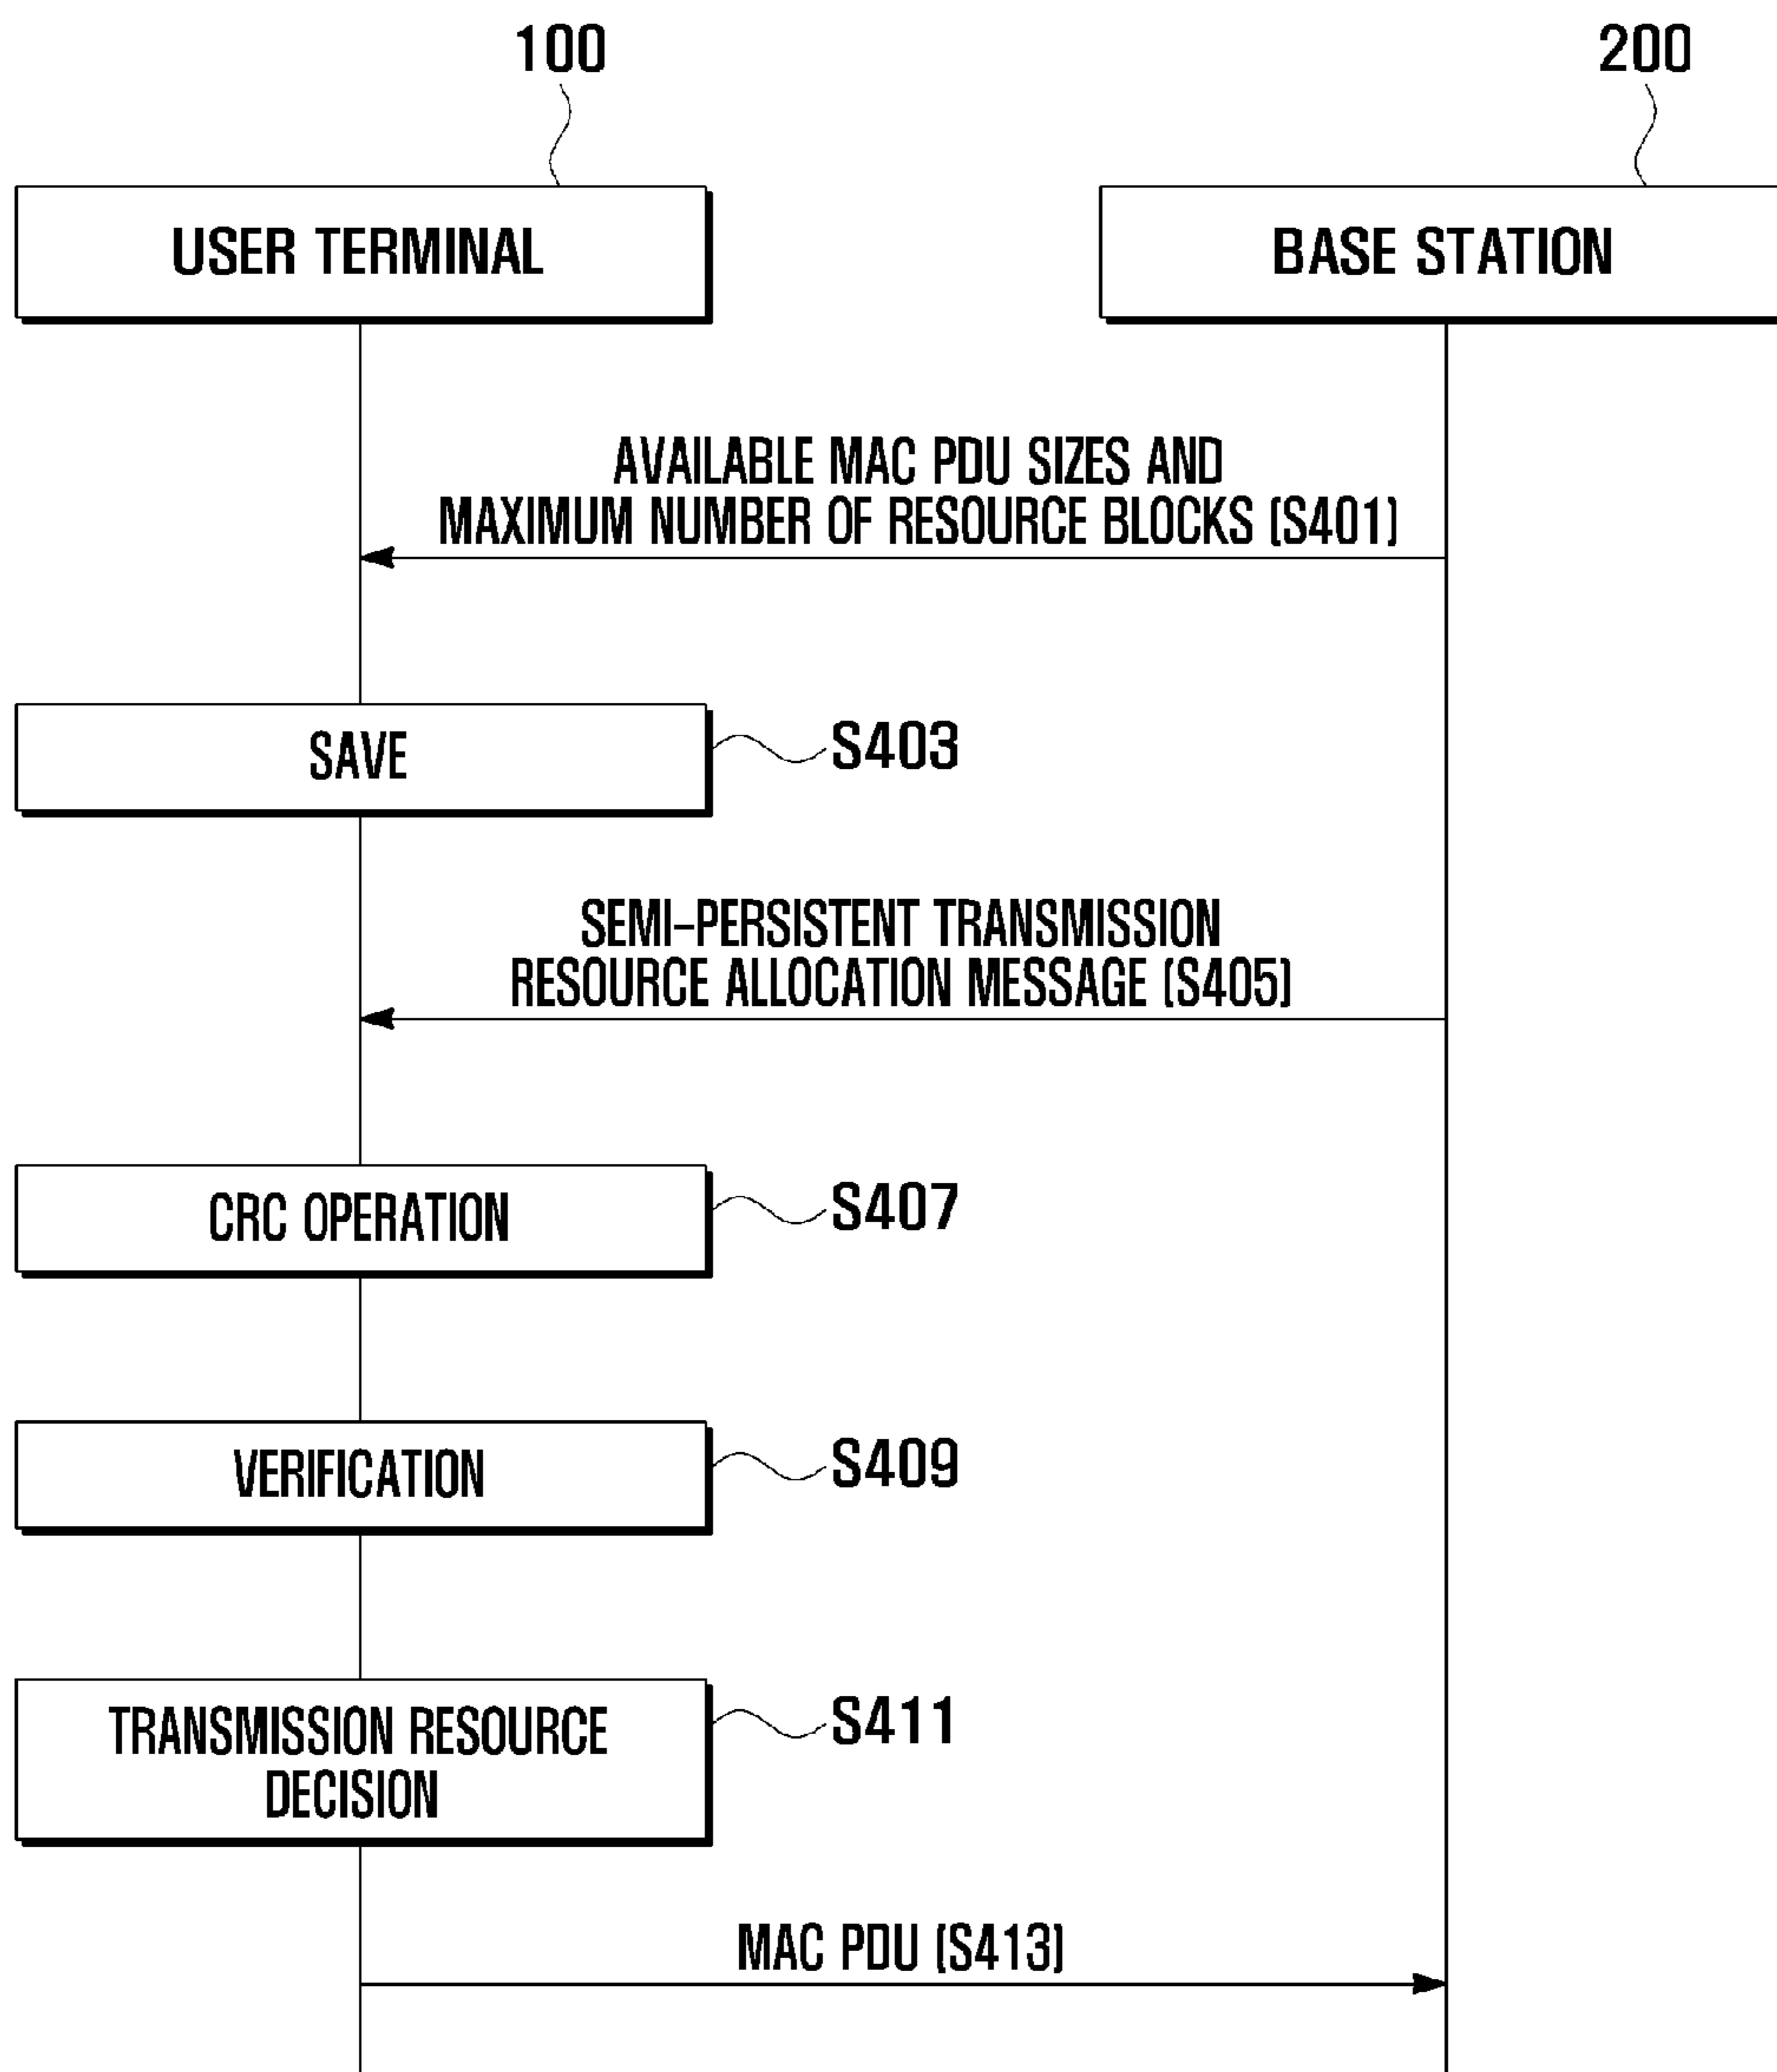 100
200
USER TERMINAL
BASE STATION
AVAILABLE MAC PDU SIZES AND
MAXIMUM NUMBER OF RESOURCE BLOCKS (S401)
SAVE
S403
SEMI-PERSISTENT TRANSMISSION
RESOURCE ALLOCATION MESSAGE (S405)
CRC OPERATION
S407
VERIFICATION
S409
TRANSMISSION RESOURCE
DECISION
S411
MAC PDU (S413)